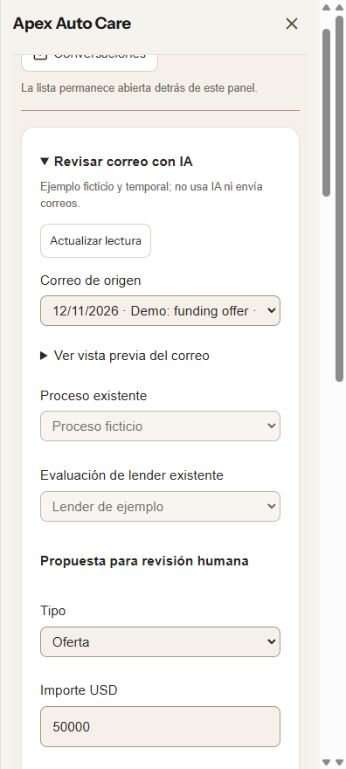 Apex Auto Care
Conversaciones
La lista permanece abierta detrás de este panel.
Revisar correo con IA
Ejemplo ficticio y temporal; no usa IA ni envía
correos.
Actualizar lectura
Correo de origen
12/11/2026 · Demo: funding offer ·
Ver vista previa del correo
Proceso existente
Proceso ficticio
Evaluación de lender existente
Lender de ejemplo
Propuesta para revisión humana
Tipo
Oferta
Importe USD
50000